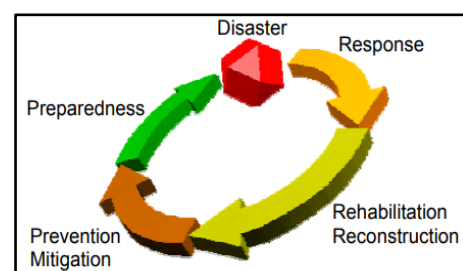 Disaster
Response
Preparedness
Rehabilitation
Reconstruction
Prevention
Mitigation